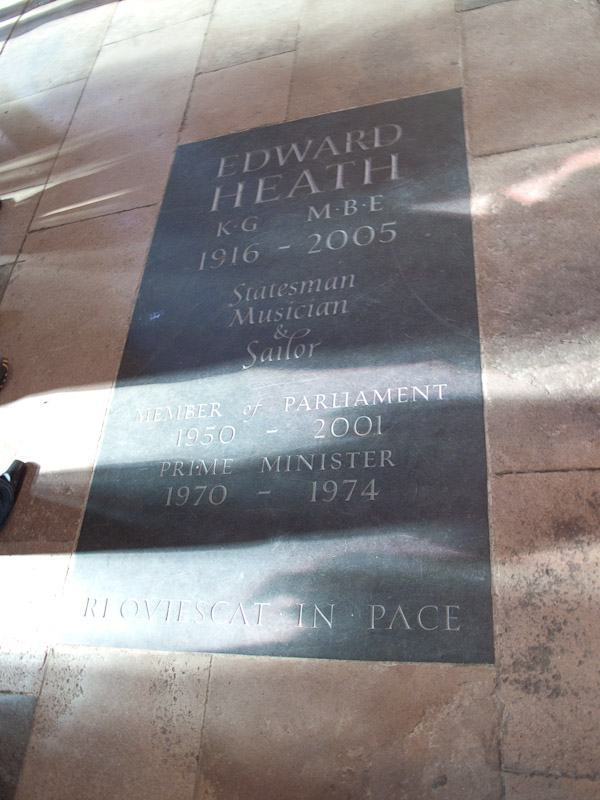 EDWARD
HEATH
K·G M·B·E
1916 - 2005
Statesman
Musician
&
Sailor
MEMBER of PARLIAMENT
1950 - 2001
PRIME MINISTER
1970 - 1974
REQVIESCAT · IN · PACE